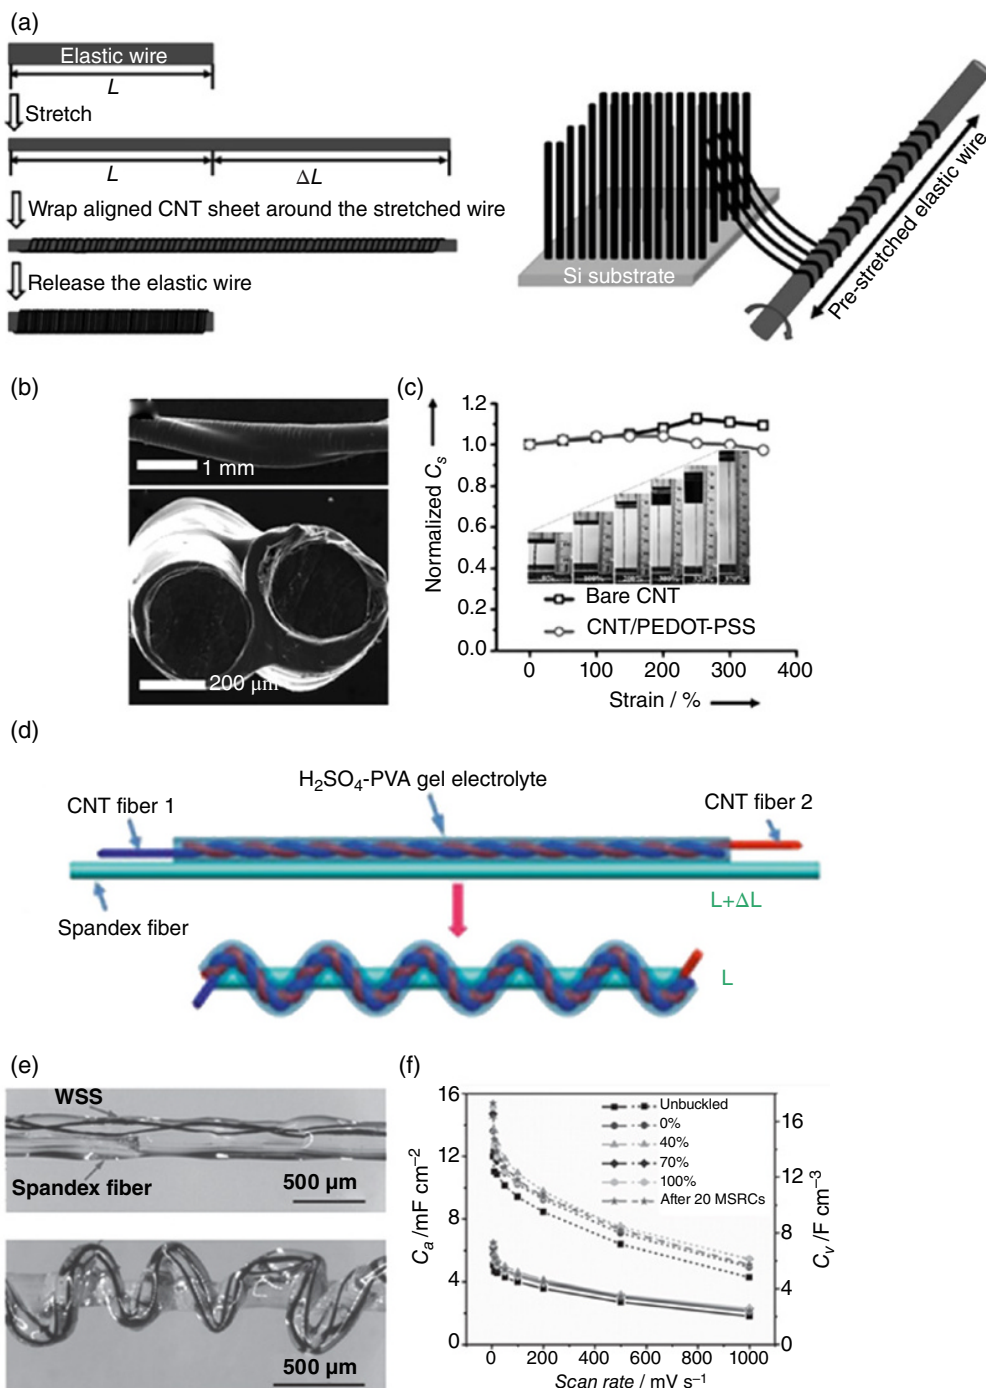 (a)
Elastic wire
L
Stretch
L
ΔL
Wrap aligned CNT sheet around the stretched wire
Release the elastic wire
Si substrate
Pre-stretched elastic wire
(b)
1 mm
200 μm
(c)
Normalized Cs
1.2
1.0
0.8
0.6
0.4
0.2
0.0
Bare CNT
CNT/PEDOT-PSS
0
100
200
300
400
Strain / %
(d)
H₂SO₄-PVA gel electrolyte
CNT fiber 1
CNT fiber 2
Spandex fiber
L+ΔL
L
(e)
WSS
Spandex fiber
500 μm
500 μm
(f)
Ca /mF cm⁻²
16
12
8
4
0
Unbuckled
0%
40%
70%
100%
After 20 MSRCs
16
12
8
4
0
Cv /F cm⁻³
0
200
400
600
800
1000
Scan rate / mV s⁻¹